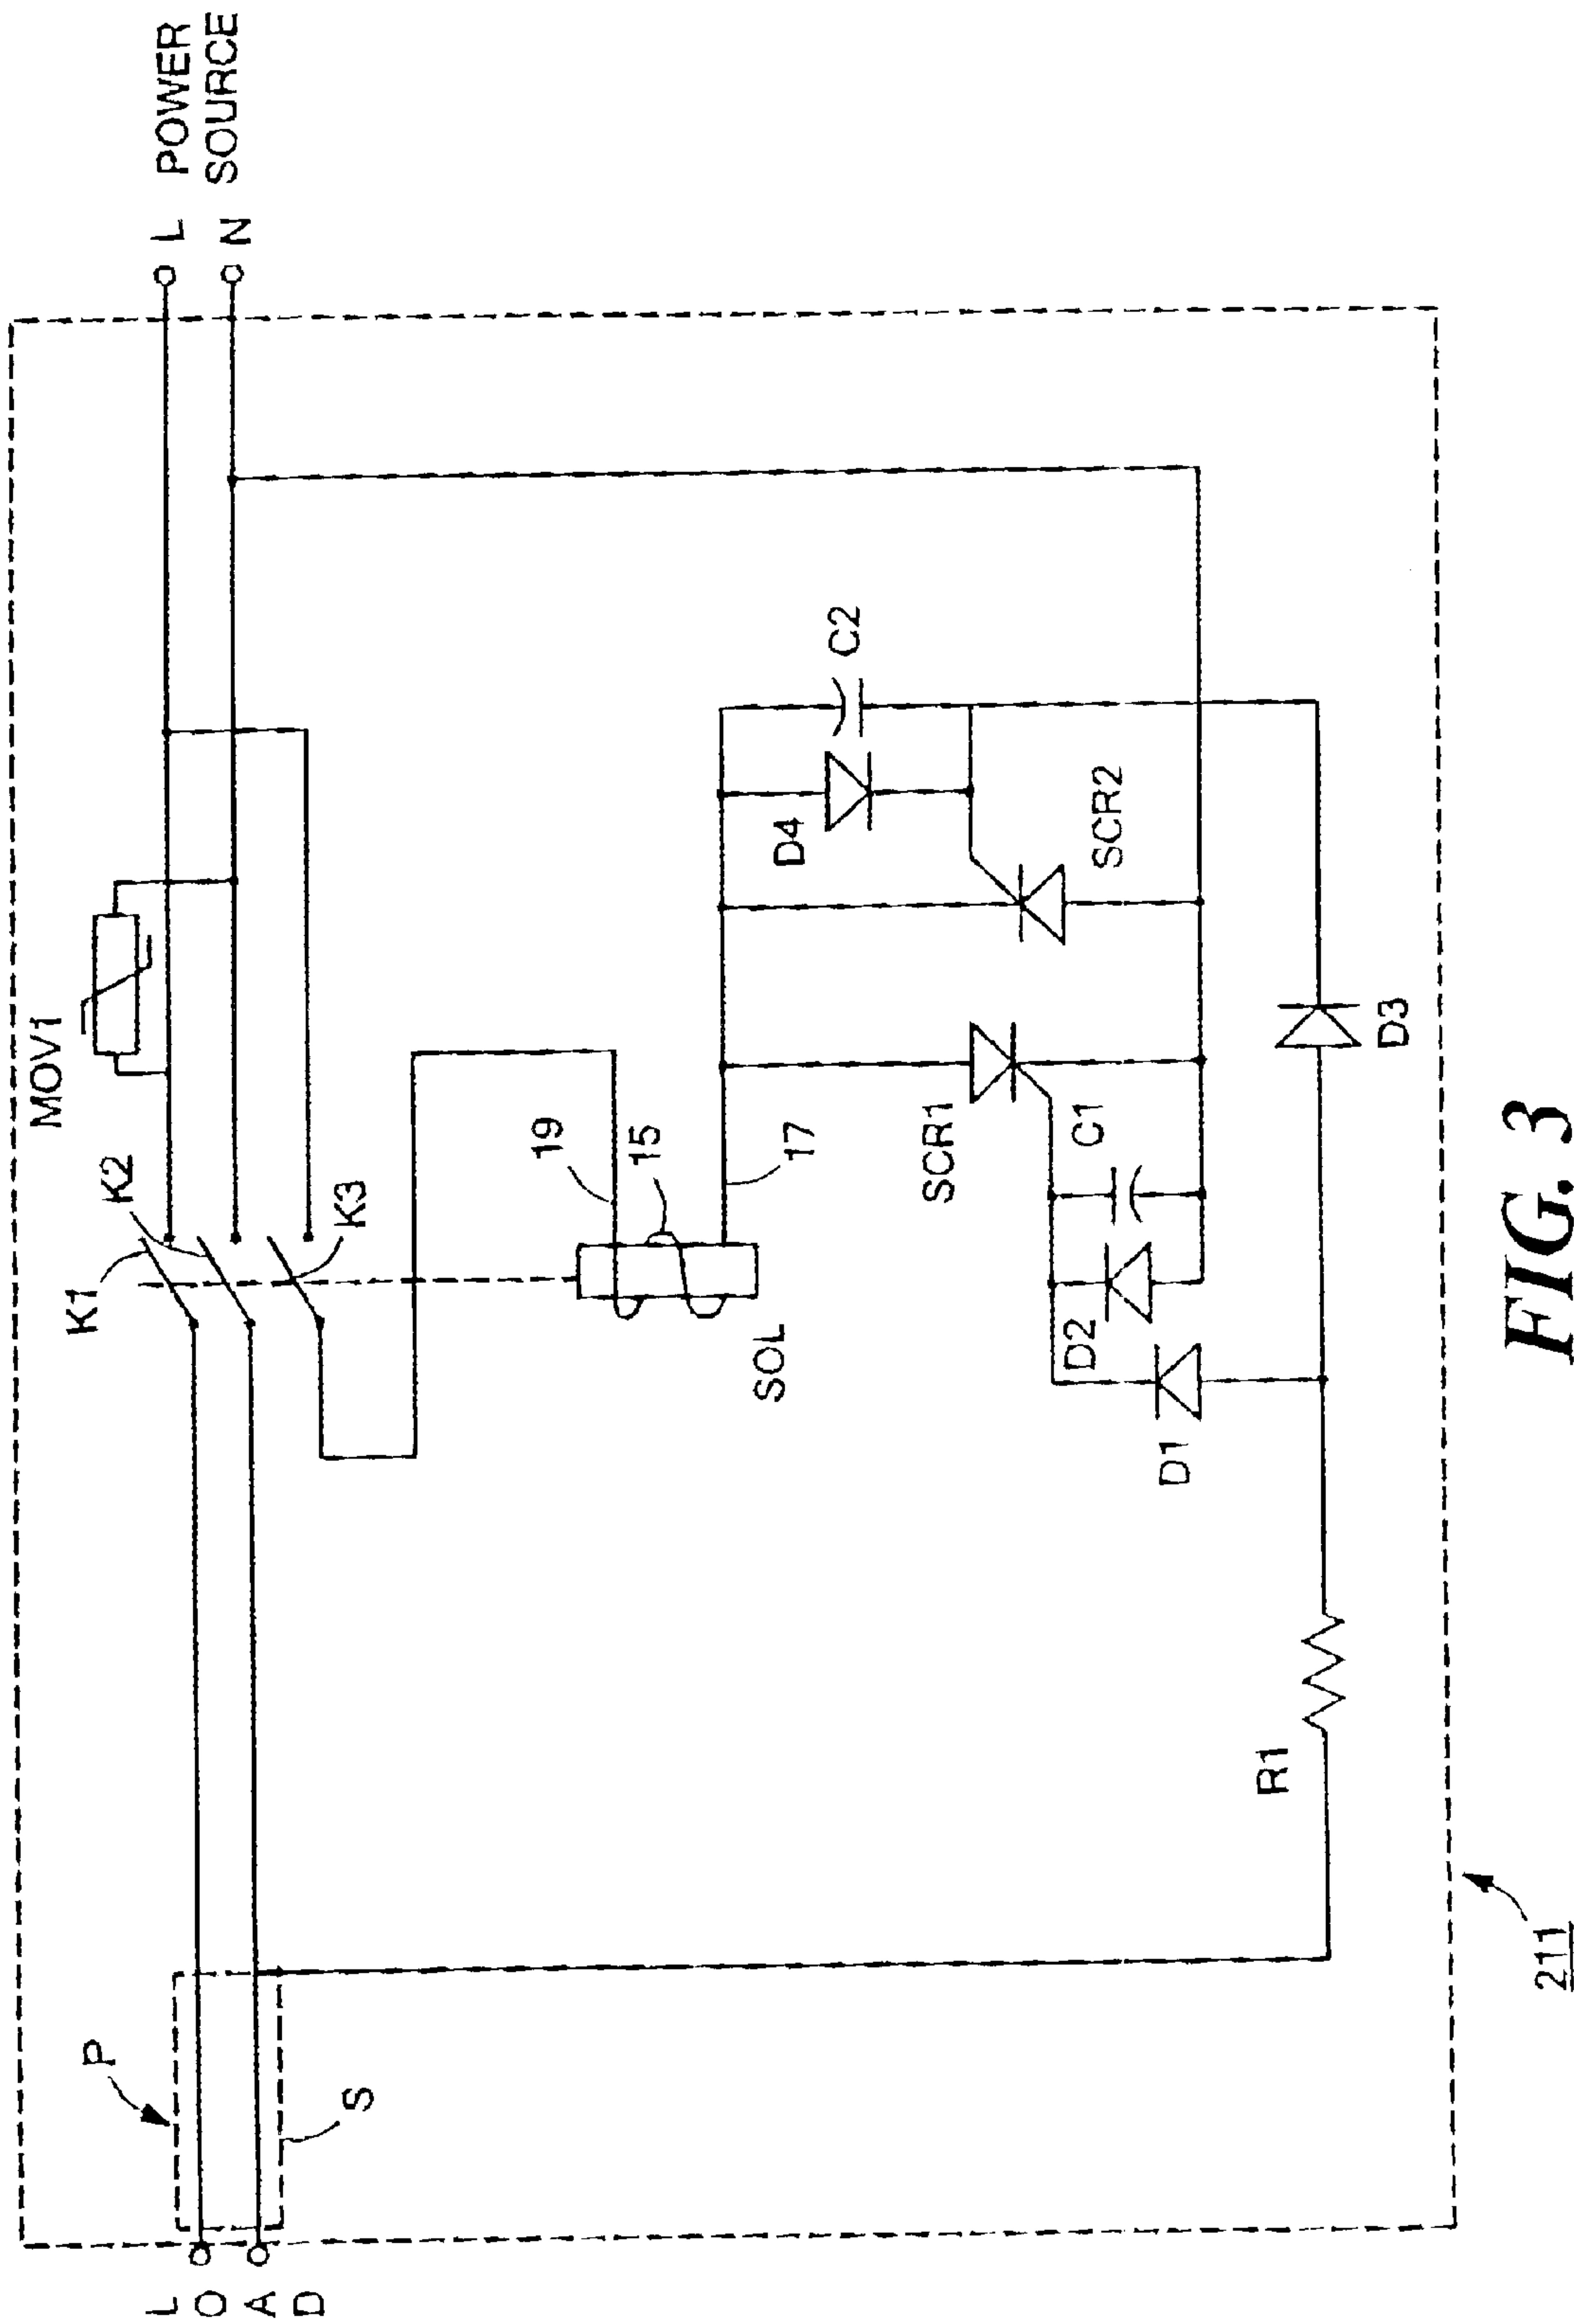 L POWER
N SOURCE
MOV1
K1
K2
K3
19
15
17
SOL
C2
D4
SCR2
SCR1
C1
D2
D1
D3
R1
P
S
L
O
A
D
211
FIG. 3